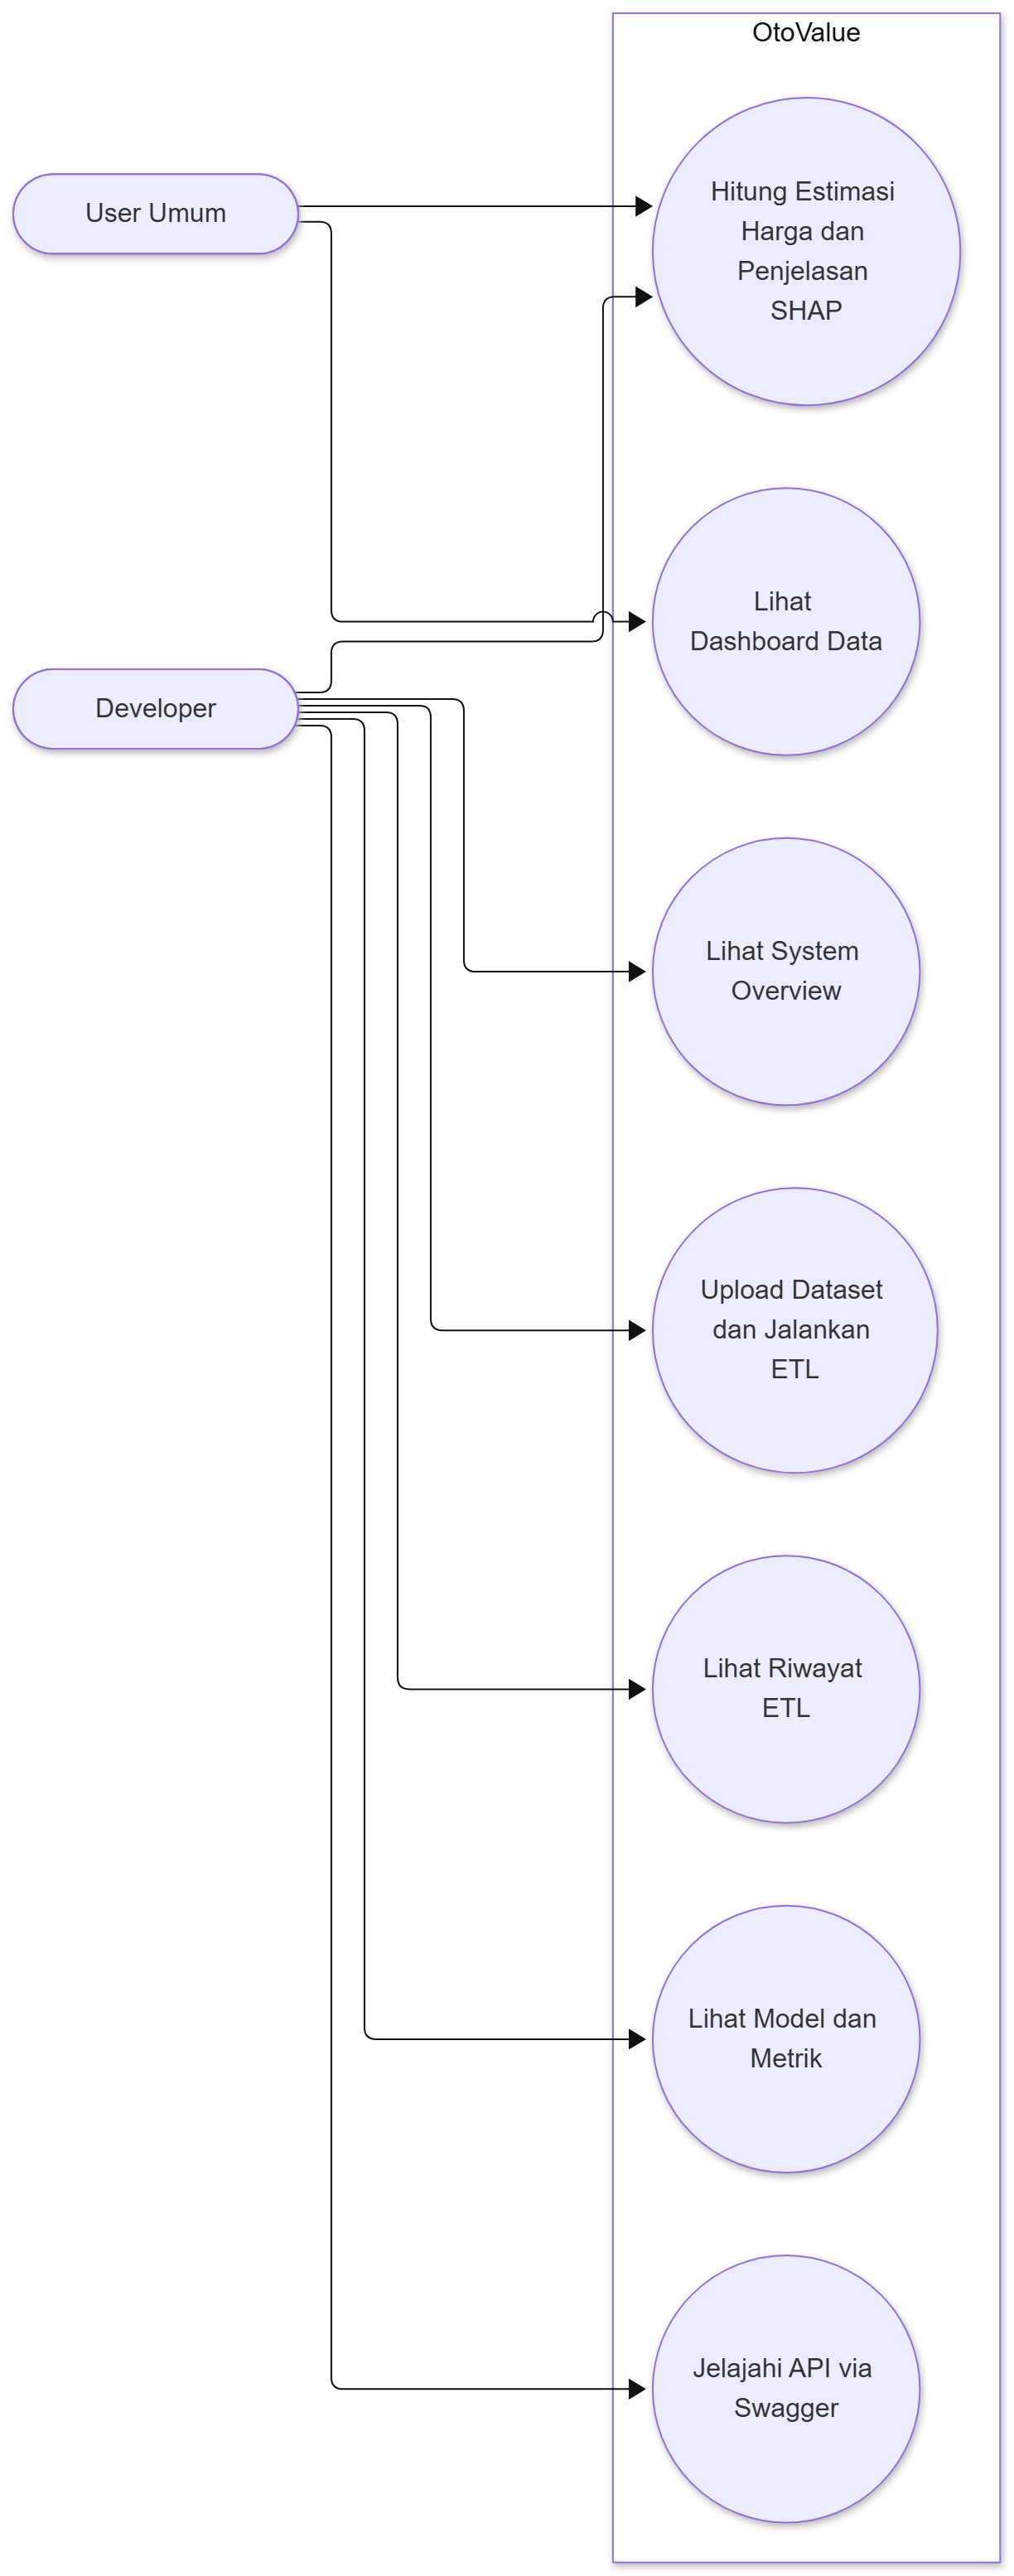 OtoValue
User Umum
Hitung Estimasi
Harga dan
Penjelasan
SHAP
Lihat
Dashboard Data
Developer
Lihat System
Overview
Upload Dataset
dan Jalankan
ETL
Lihat Riwayat
ETL
Lihat Model dan
Metrik
Jelajahi API via
Swagger